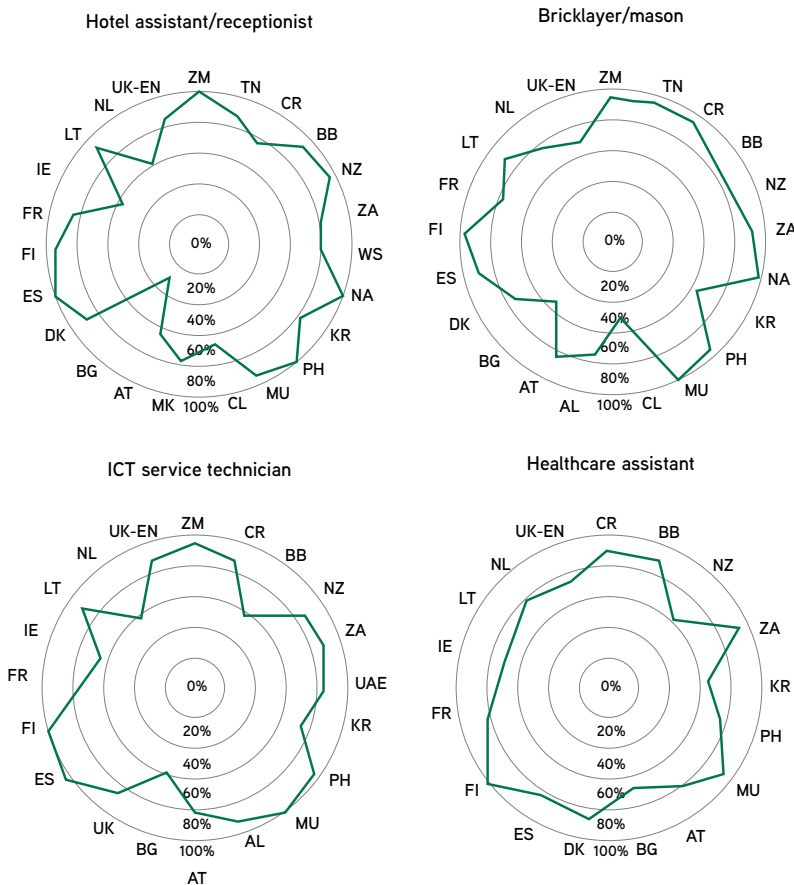 Hotel assistant/receptionist
ZM
TN
CR
BB
NZ
ZA
WS
NA
KR
PH
MU
CL
MK
AT
BG
DK
ES
FI
FR
IE
LT
NL
UK-EN
0%
20%
40%
60%
80%
100%
Bricklayer/mason
ZM
TN
CR
BB
NZ
ZA
NA
KR
PH
MU
CL
AL
AT
BG
DK
ES
FI
FR
LT
NL
UK-EN
0%
20%
40%
60%
80%
100%
ICT service technician
ZM
CR
BB
NZ
ZA
UAE
KR
PH
MU
AL
AT
BG
UK
ES
FI
FR
IE
LT
NL
UK-EN
0%
20%
40%
60%
80%
100%
Healthcare assistant
CR
BB
NZ
ZA
KR
PH
MU
AT
BG
DK
ES
FI
FR
IE
LT
NL
UK-EN
0%
20%
40%
60%
80%
100%